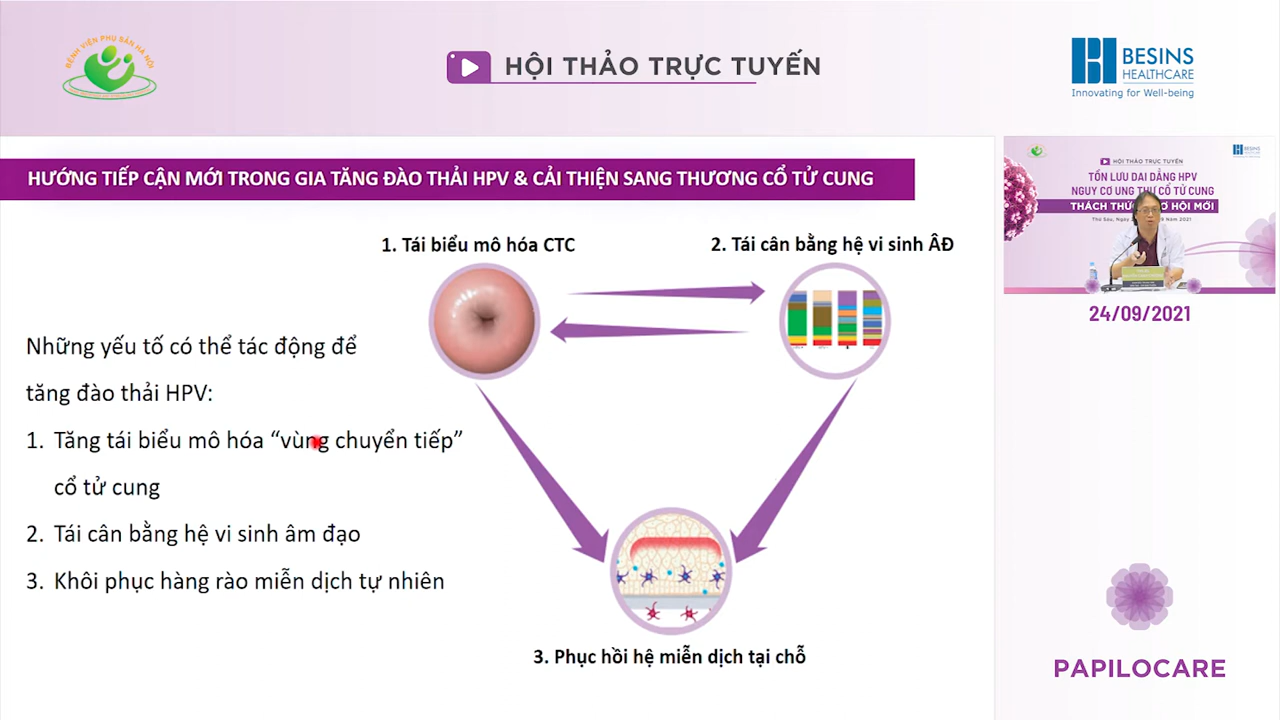 BỆNH VIỆN PHỤ SẢN HÀ NỘI
HỘI THẢO TRỰC TUYẾN
BESINS
HEALTHCARE
Innovating for Well-being
HƯỚNG TIẾP CẬN MỚI TRONG GIA TĂNG ĐÀO THẢI HPV & CẢI THIỆN SANG THƯƠNG CỔ TỬ CUNG
1. Tái biểu mô hóa CTC
2. Tái cân bằng hệ vi sinh ÂĐ
Những yếu tố có thể tác động để
tăng đào thải HPV:
1. Tăng tái biểu mô hóa “vùng chuyển tiếp”
cổ tử cung
2. Tái cân bằng hệ vi sinh âm đạo
3. Khôi phục hàng rào miễn dịch tự nhiên
3. Phục hồi hệ miễn dịch tại chỗ
HỘI THẢO TRỰC TUYẾN
BESINS
TỒN LƯU DAI DẲNG HPV
NGUY CƠ UNG THƯ CỔ TỬ CUNG
HỘI MỚI
24/09/2021
PAPILOCARE